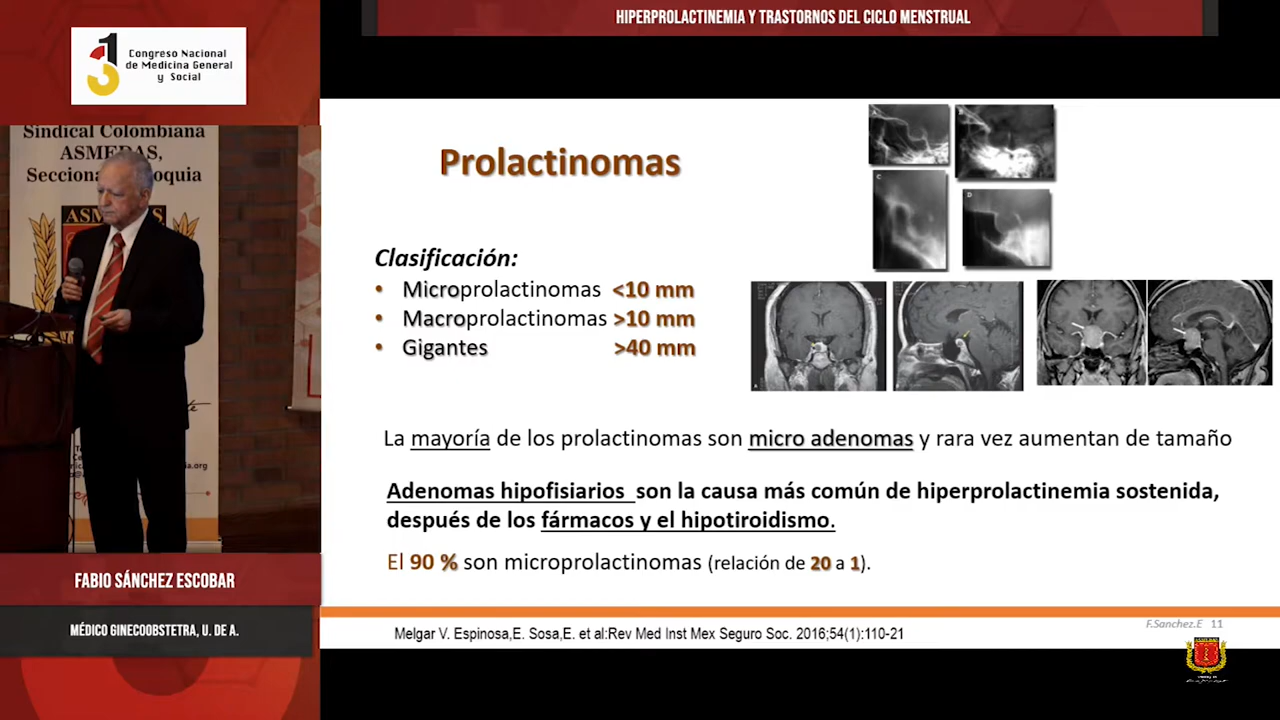 HIPERPROLACTINEMIA Y TRASTORNOS DEL CICLO MENSTRUAL
Congreso Nacional
de Medicina General
y Social
Sindical Colombiana
ASMEDAS,
Prolactinomas
Clasificación:
• Microprolactinomas <10 mm
• Macroprolactinomas >10 mm
• Gigantes >40 mm
La mayoría de los prolactinomas son micro adenomas y rara vez aumentan de tamaño
Adenomas hipofisiarios son la causa más común de hiperprolactinemia sostenida,
después de los fármacos y el hipotiroidismo.
El 90 % son microprolactinomas (relación de 20 a 1).
Melgar V. Espinosa,E. Sosa,E. et al:Rev Med Inst Mex Seguro Soc. 2016;54(1):110-21
F.Sanchez.E 11
FABIO SÁNCHEZ ESCOBAR
MÉDICO GINECOOBSTETRA, U. DE A.